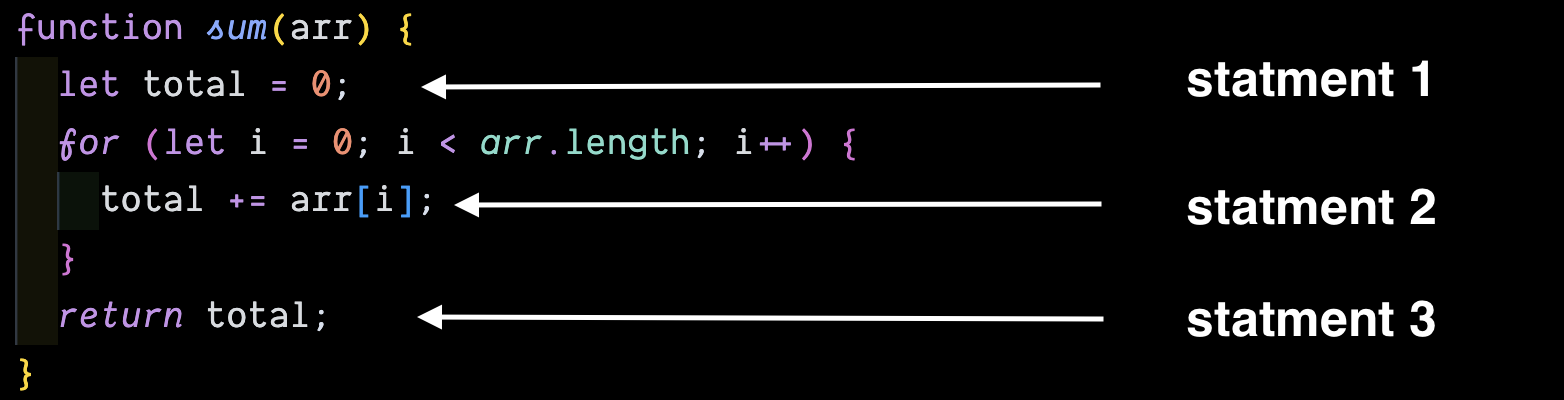 function sum(arr) {
let total = 0;
statment 1
for (let i = 0; i < arr.length; i++) {
total += arr[i];
statment 2
}
return total;
statment 3
}